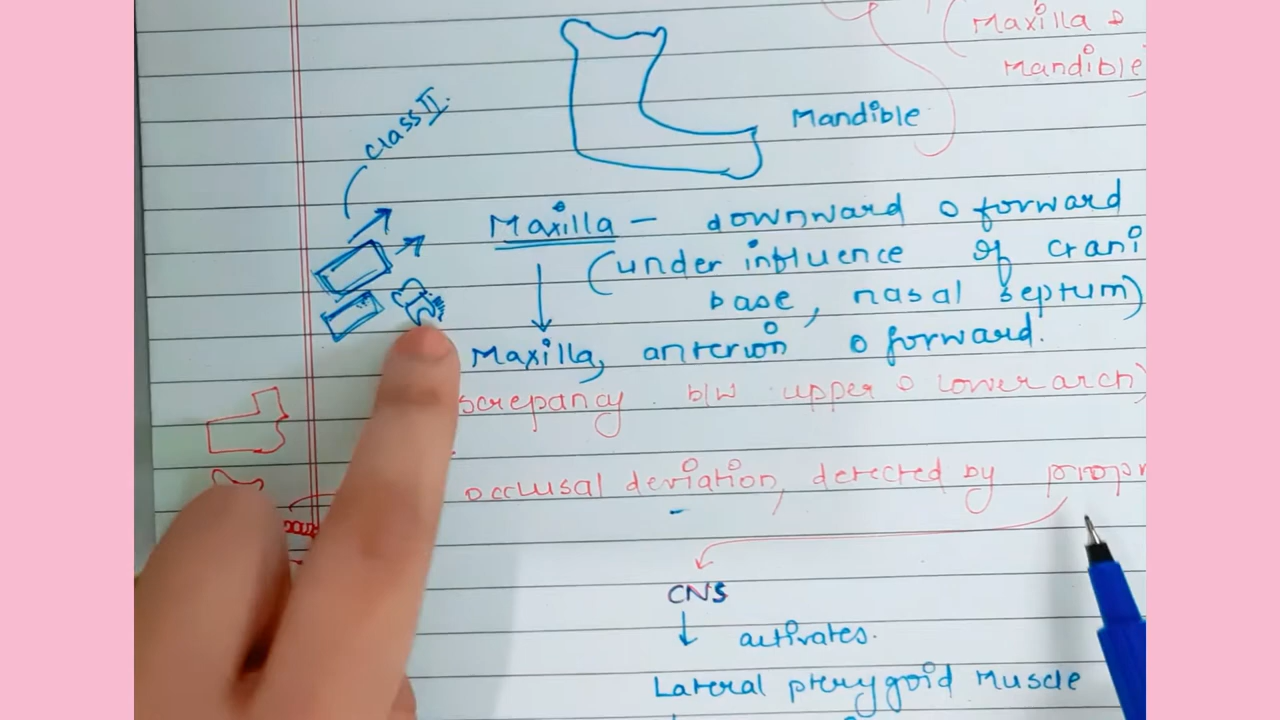 (Maxilla &
Mandible
class II
Mandible
Maxilla — downward & forward
(under influence of crani
base, nasal septum)
Maxilla, anterior & forward.
screpancy b/w upper & lower arch)
occlusal deviation, detected by propr
CNS
activates.
Lateral pterygoid Muscle